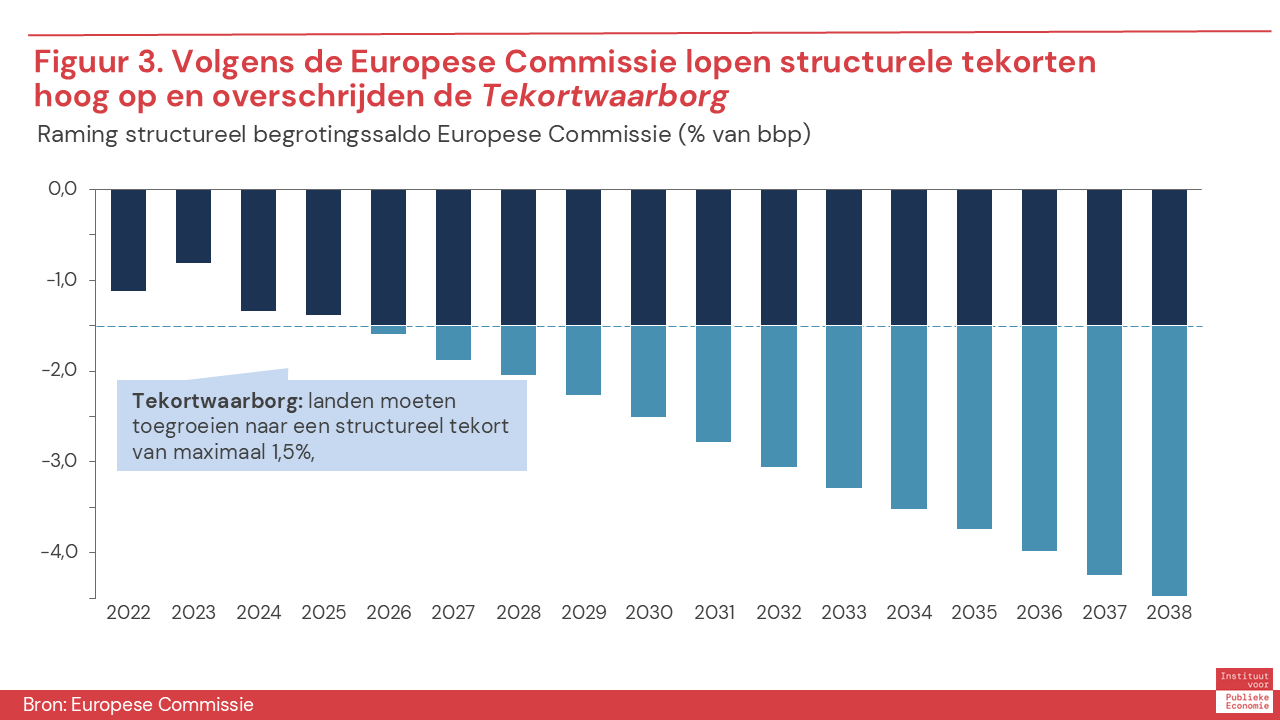 Figuur 3. Volgens de Europese Commissie lopen structurele tekorten
hoog op en overschrijden de Tekortwaarborg
Raming structureel begrotingssaldo Europese Commissie (% van bbp)
0,0
-1,0
-2,0
-3,0
-4,0
Tekortwaarborg: landen moeten
toegroeien naar een structureel tekort
van maximaal 1,5%,
2022 2023 2024 2025 2026 2027 2028 2029 2030 2031 2032 2033 2034 2035 2036 2037 2038
Bron: Europese Commissie
Instituut
voor
Publieke
Economie